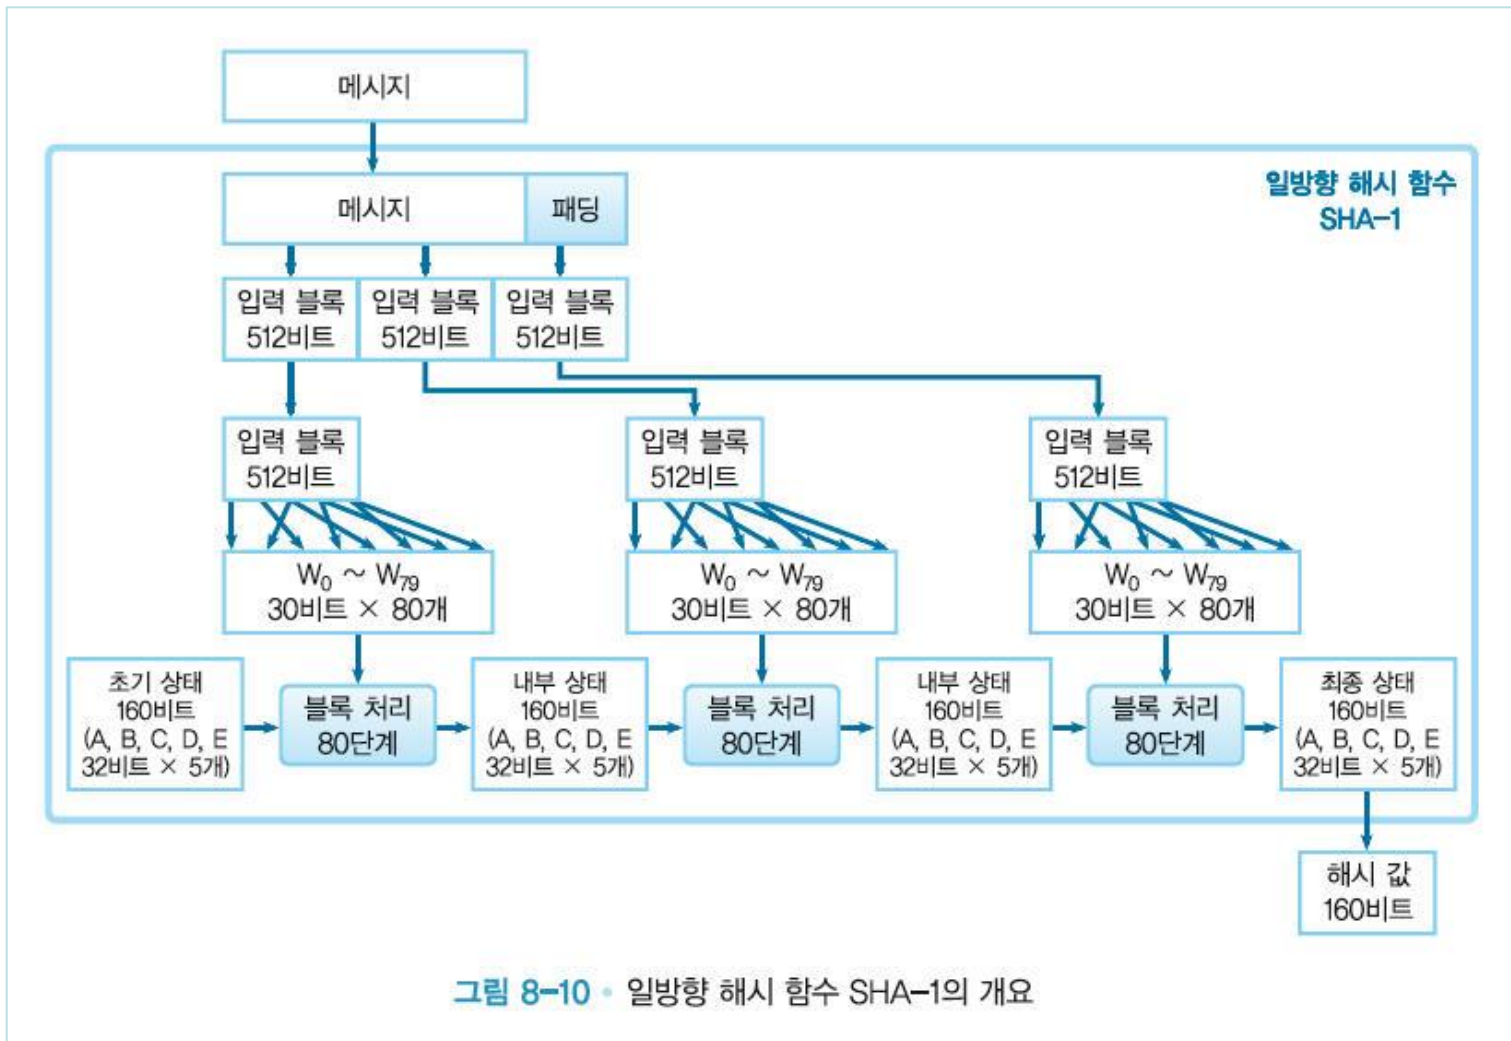 메시지
일방향 해시 함수
SHA-1
메시지
패딩
입력 블록
512비트
입력 블록
512비트
입력 블록
512비트
입력 블록
512비트
입력 블록
512비트
입력 블록
512비트
W₀ ~ W₇₉
30비트 × 80개
W₀ ~ W₇₉
30비트 × 80개
W₀ ~ W₇₉
30비트 × 80개
초기 상태
160비트
(A, B, C, D, E
32비트 × 5개)
블록 처리
80단계
내부 상태
160비트
(A, B, C, D, E
32비트 × 5개)
블록 처리
80단계
내부 상태
160비트
(A, B, C, D, E
32비트 × 5개)
블록 처리
80단계
최종 상태
160비트
(A, B, C, D, E
32비트 × 5개)
해시 값
160비트
그림 8-10 • 일방향 해시 함수 SHA-1의 개요